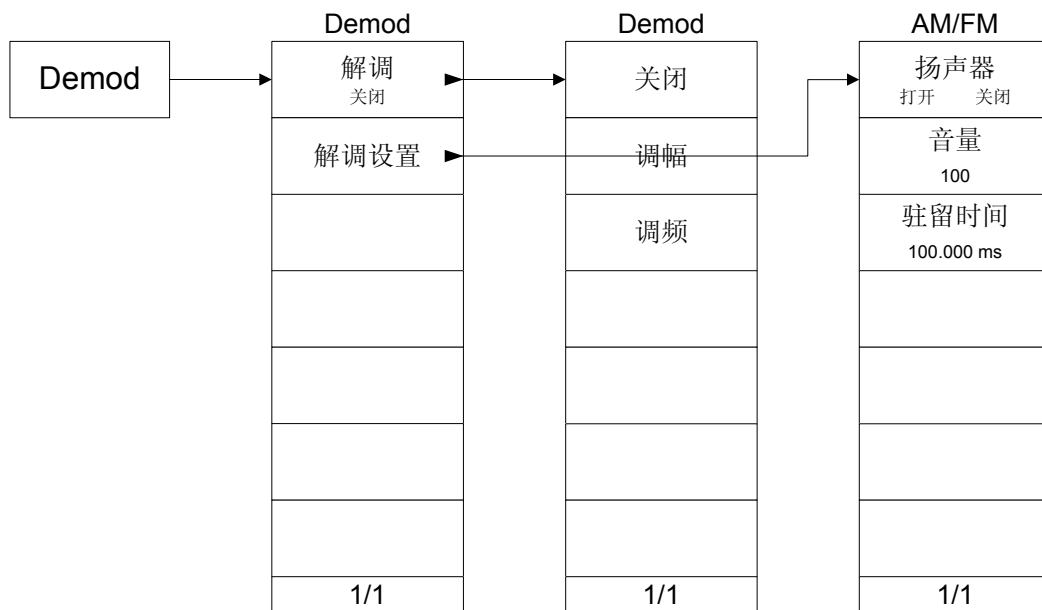 Demod
Demod
解调
关闭
解调设置
1/1
Demod
关闭
调幅
调频
1/1
AM/FM
扬声器
打开 关闭
音量
100
驻留时间
100.000 ms
1/1